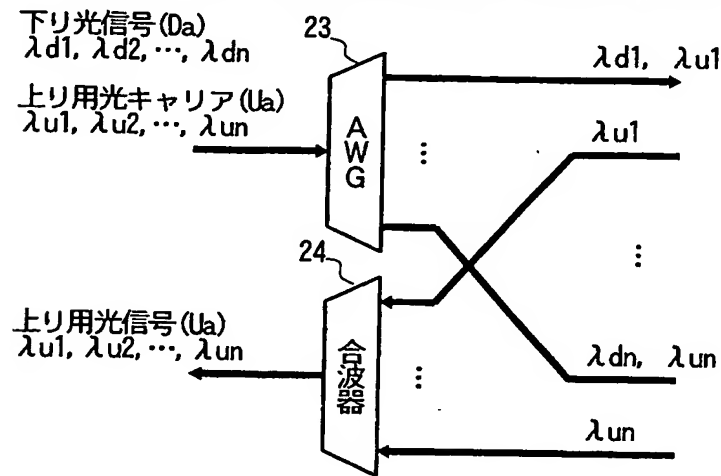 下り光信号(Da)
λd1, λd2, ･･･, λdn
上り用光キャリア(Ua)
λu1, λu2, ･･･, λun
23
AWG
λd1, λu1
λu1
24
上り用光信号(Ua)
λu1, λu2, ･･･, λun
合波器
λdn, λun
λun